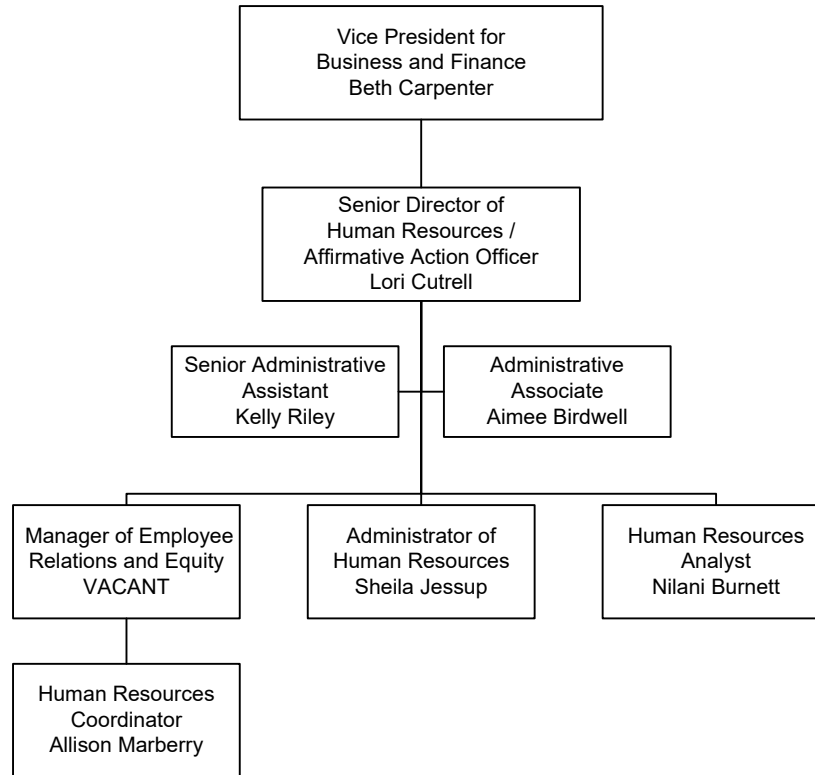 Vice President for
Business and Finance
Beth Carpenter
Senior Director of
Human Resources /
Affirmative Action Officer
Lori Cutrell
Senior Administrative
Assistant
Kelly Riley
Administrative
Associate
Aimee Birdwell
Manager of Employee
Relations and Equity
VACANT
Administrator of
Human Resources
Sheila Jessup
Human Resources
Analyst
Nilani Burnett
Human Resources
Coordinator
Allison Marberry